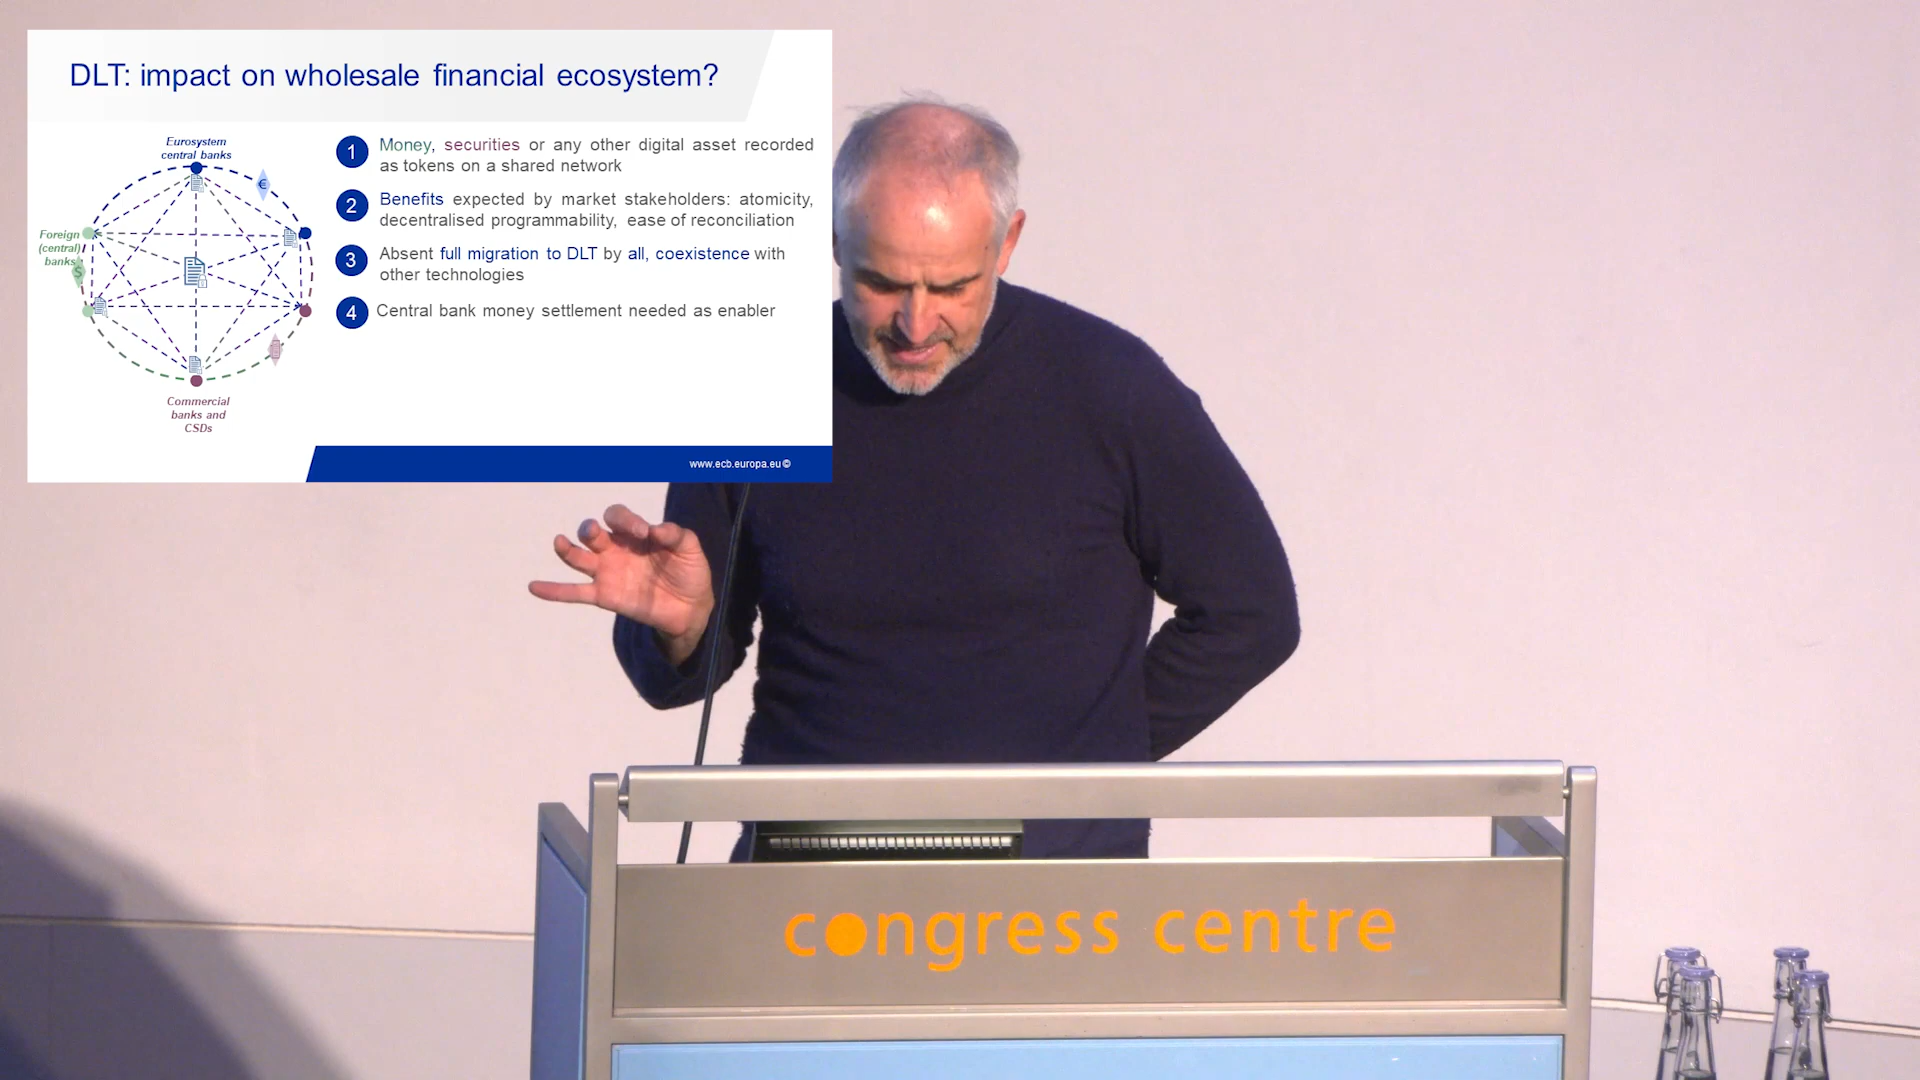 DLT: impact on wholesale financial ecosystem?
Eurosystem
central banks
Foreign
(central)
banks
€
$
Commercial
banks and
CSDs
1
Money, securities or any other digital asset recorded
as tokens on a shared network
2
Benefits expected by market stakeholders: atomicity,
decentralised programmability, ease of reconciliation
3
Absent full migration to DLT by all, coexistence with
other technologies
4
Central bank money settlement needed as enabler
www.ecb.europa.eu©
congress centre